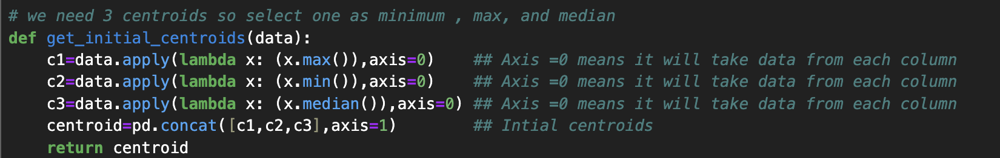 # we need 3 centroids so select one as minimum , max, and median
def get_initial_centroids(data):
    c1=data.apply(lambda x: (x.max()),axis=0)    ## Axis =0 means it will take data from each column
    c2=data.apply(lambda x: (x.min()),axis=0)    ## Axis =0 means it will take data from each column
    c3=data.apply(lambda x: (x.median()),axis=0) ## Axis =0 means it will take data from each column
    centroid=pd.concat([c1,c2,c3],axis=1)        ## Intial centroids
    return centroid